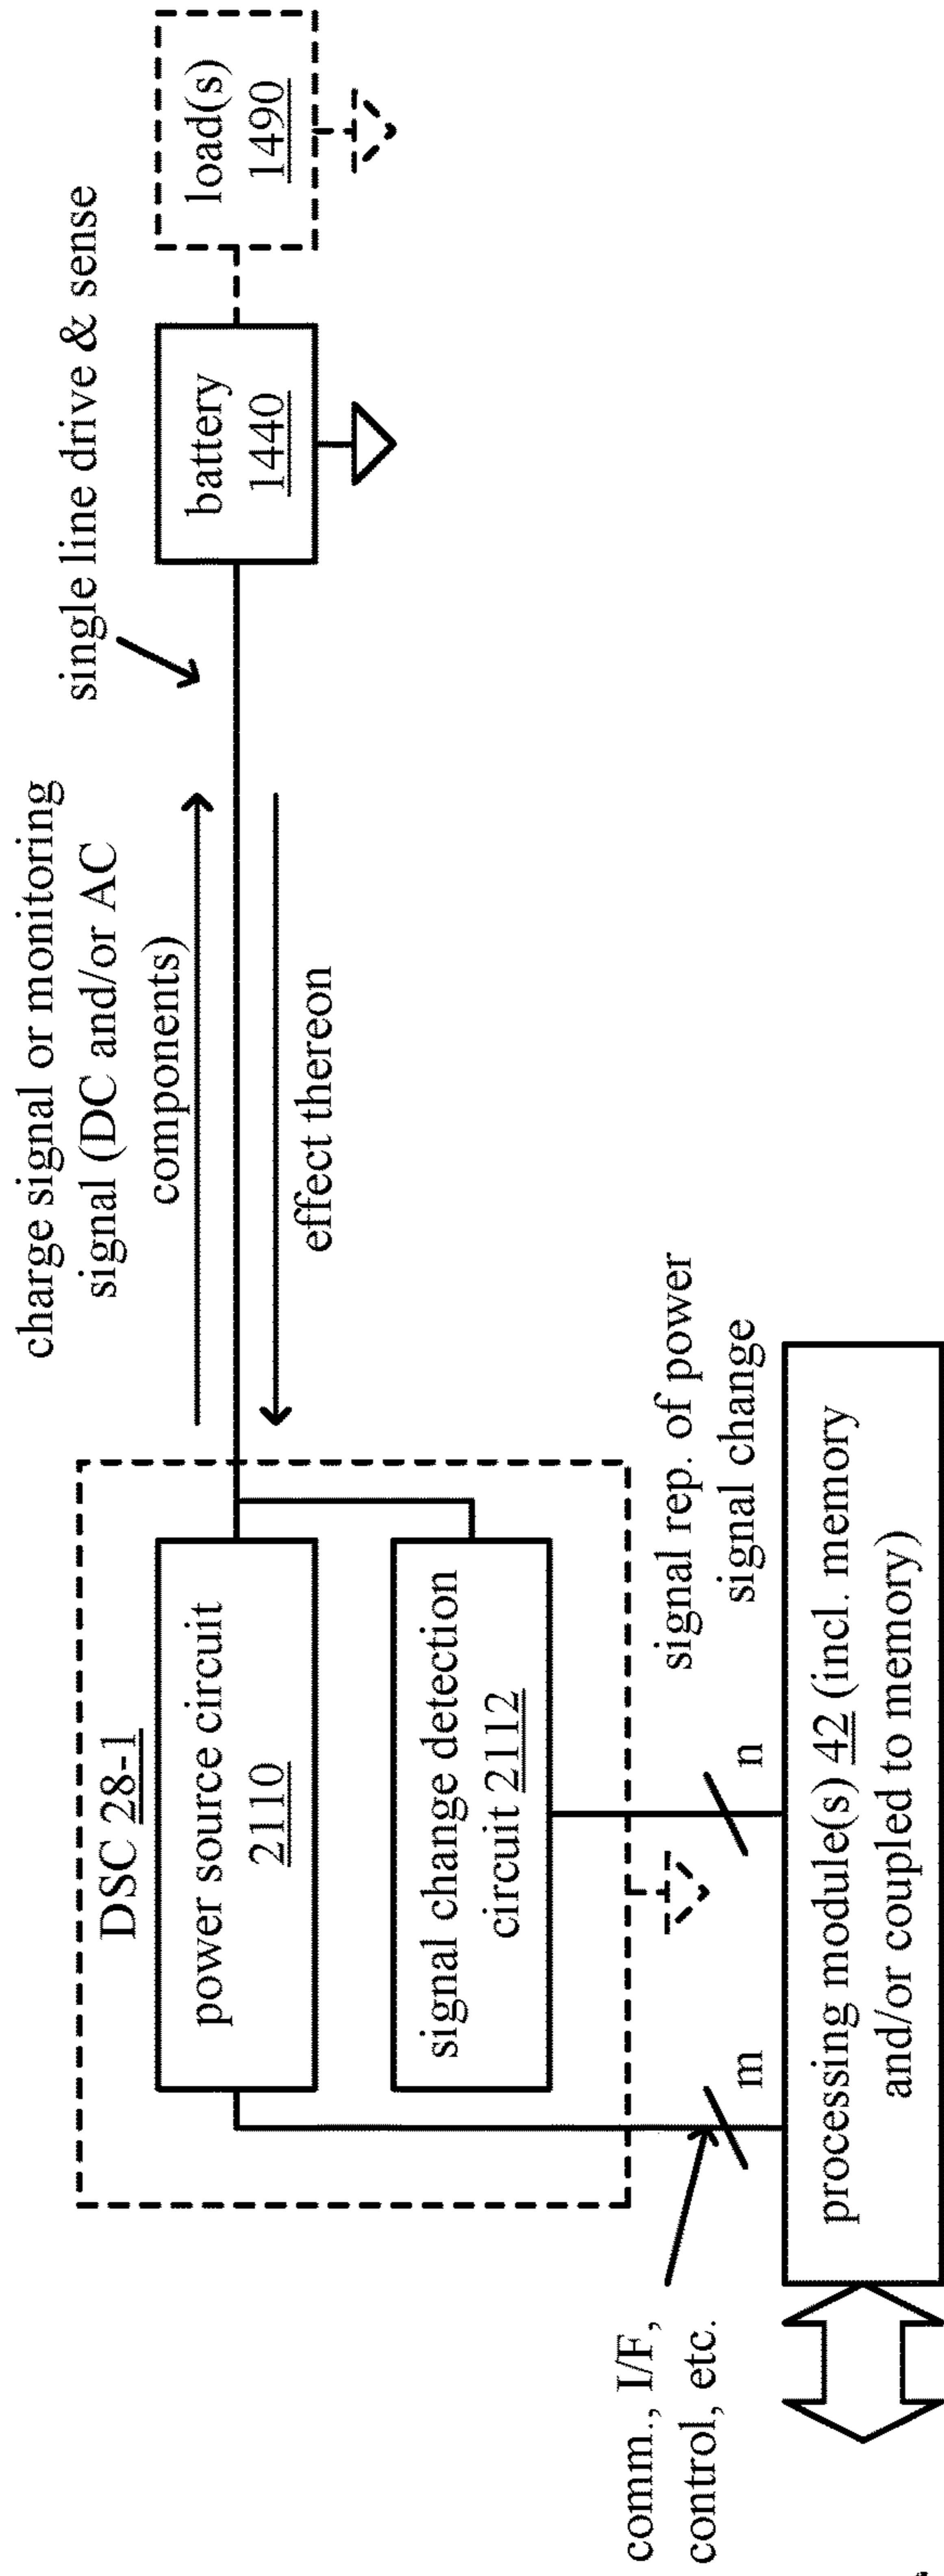 DSC 28-1
power source circuit
2110
signal change detection
circuit 2112
charge signal or monitoring
signal (DC and/or AC
components)
effect thereon
single line drive & sense
battery
1440
load(s)
1490
comm., I/F,
control, etc.
m
n
signal rep. of power
signal change
processing module(s) 42 (incl. memory
and/or coupled to memory)